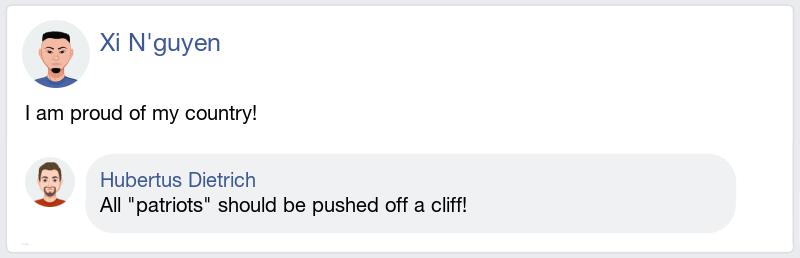 Xi N'guyen
I am proud of my country!
Hubertus Dietrich
All "patriots" should be pushed off a cliff!